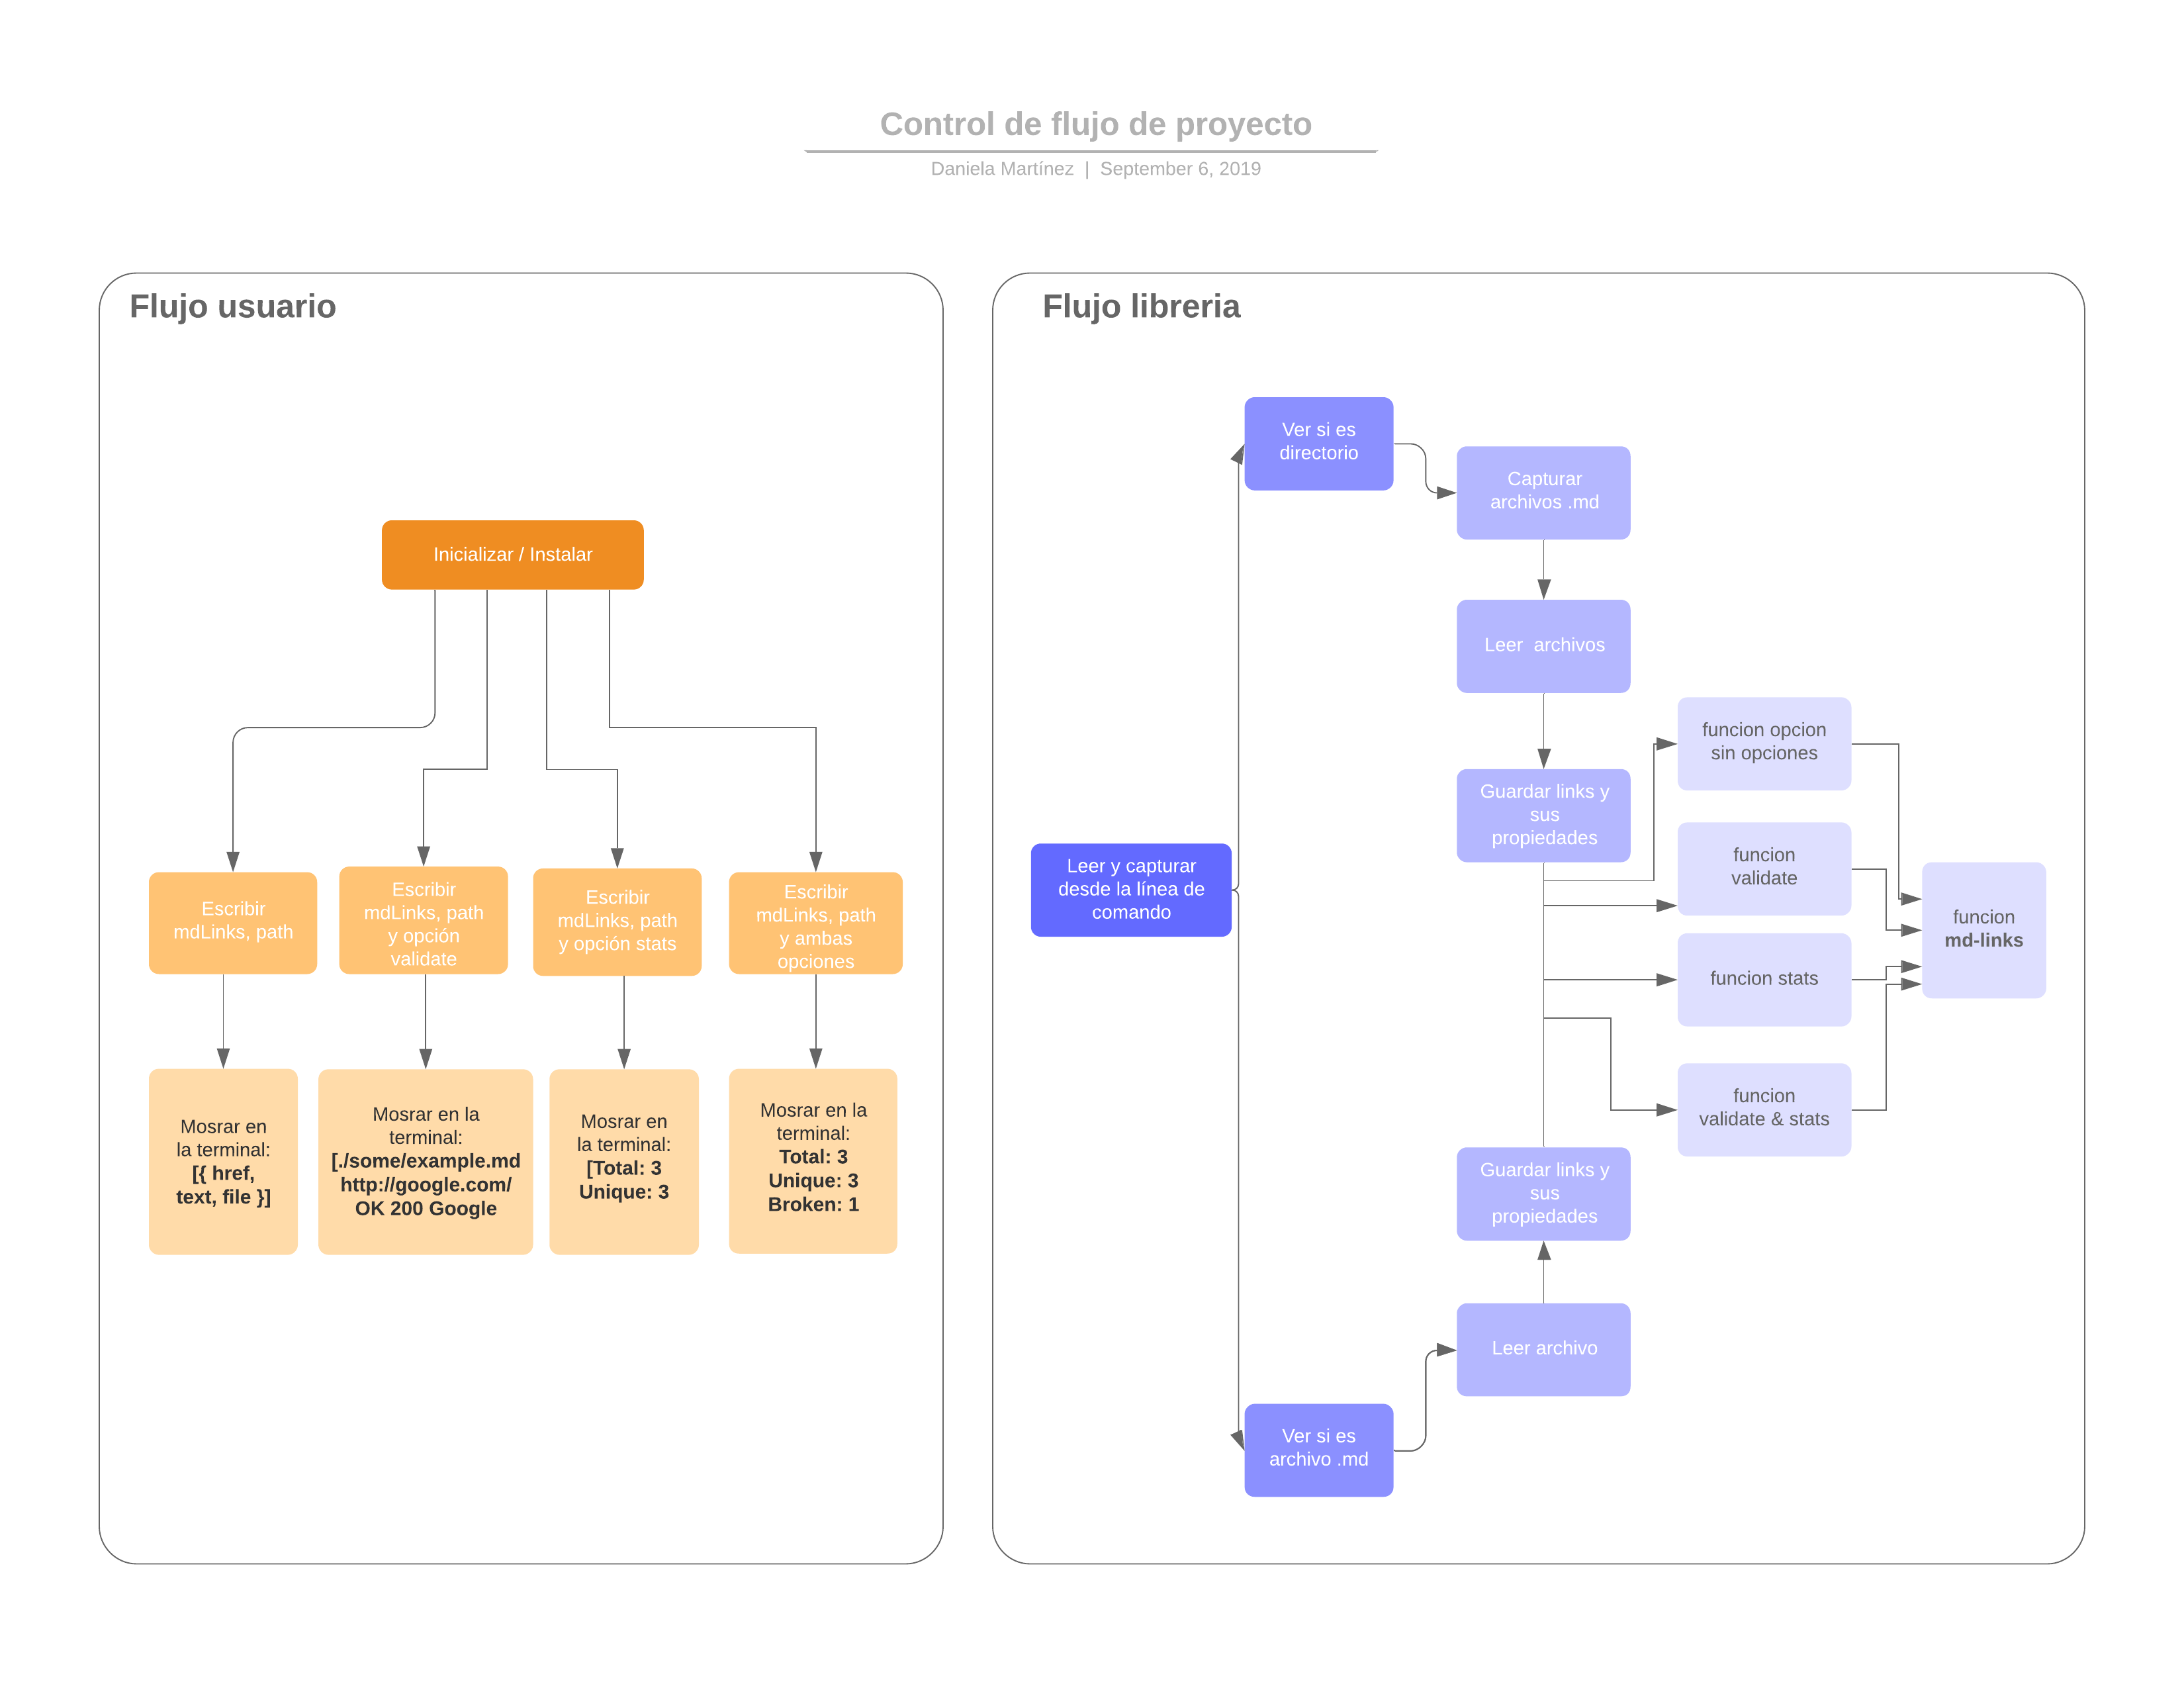 Control de flujo de proyecto
Daniela Martínez | September 6, 2019
Flujo usuario
Inicializar / Instalar
Escribir
mdLinks, path
Escribir
mdLinks, path
y opción
validate
Escribir
mdLinks, path
y opción stats
Escribir
mdLinks, path
y ambas
opciones
Mosrar en
la terminal:
[{ href,
text, file }]
Mosrar en la
terminal:
[./some/example.md
http://google.com/
OK 200 Google
Mosrar en
la terminal:
[Total: 3
Unique: 3
Mosrar en la
terminal:
Total: 3
Unique: 3
Broken: 1
Flujo libreria
Leer y capturar
desde la línea de
comando
Ver si es
directorio
Capturar
archivos .md
Leer  archivos
Guardar links y
sus
propiedades
funcion opcion
sin opciones
funcion
validate
funcion stats
funcion
validate & stats
funcion
md-links
Guardar links y
sus
propiedades
Leer archivo
Ver si es
archivo .md